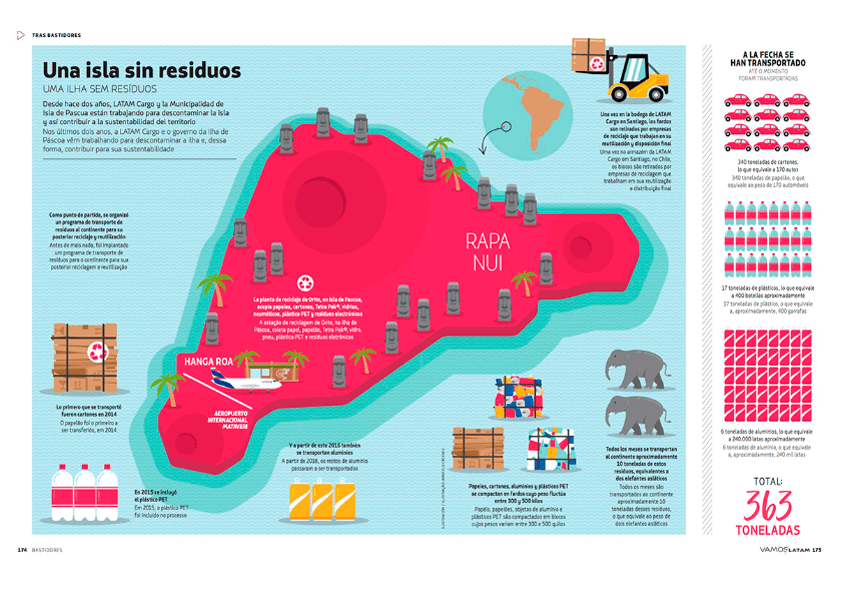 TRAS BASTIDORES
Una isla sin residuos
UMA ILHA SEM RESÍDUOS
Desde hace dos años, LATAM Cargo y la Municipalidad de
Isla de Pascua están trabajando para descontaminar la isla
y así contribuir a la sustentabilidad del territorio
Nos últimos dois anos, a LATAM Cargo e o governo da Ilha de
Páscoa vêm trabalhando para descontaminar a ilha e, dessa
forma, contribuir para sua sustentabilidade
Como punto de partida, se organizó
un programa de transporte de
residuos al continente para su
posterior reciclaje y reutilización
Antes de mais nada, foi implantado
um programa de transporte de
resíduos para o continente para sua
posterior reciclagem e reutilização
Lo primero que se transportó
fueron cartones en 2014
O papelão foi o primeiro a
ser transferido, em 2014
En 2015 se incluyó
el plástico PET
Em 2015, o plástico PET
foi incluído no processo
Y a partir de este 2016 también
se transportan aluminios
A partir de 2016, os restos de alumínio
passaram a ser transportados
HANGA ROA
AEROPUERTO
INTERNACIONAL
MATAVERI
La planta de reciclaje de Orito, en Isla de Pascua,
acopia papeles, cartones, Tetra Pak®, vidrios,
neumáticos, plástico PET y residuos electrónicos
A estação de reciclagem de Orito, na Ilha de
Páscoa, coleta papel, papelão, Tetra Pak®, vidro,
pneu, plástico PET e resíduos eletrônicos
RAPA
NUI
Una vez en la bodega de LATAM
Cargo en Santiago, los fardos
son retirados por empresas
de reciclaje que trabajan en su
reutilización y disposición final
Uma vez no armazém da LATAM
Cargo em Santiago, no Chile,
os blocos são retirados por
empresas de reciclagem que
trabalham em sua reutilização
e distribuição final
Papeles, cartones, aluminios y plásticos PET
se compactan en fardos cuyo peso fluctúa
entre 300 y 500 kilos
Papéis, papelões, objetos de alumínio e
plásticos PET são compactados em blocos
cujos pesos variam entre 300 e 500 quilos
Todos los meses se transportan
al continente aproximadamente
10 toneladas de estos
residuos, equivalentes a
dos elefantes asiáticos
Todos os meses são
transportados ao continente
aproximadamente 10
toneladas desses resíduos,
o que equivale ao peso de
dois elefantes asiáticos
A LA FECHA SE
HAN TRANSPORTADO
ATÉ O MOMENTO
FORAM TRANSPORTADAS
340 toneladas de cartones,
lo que equivale a 170 autos
340 toneladas de papelão, o que
equivale ao peso de 170 automóveis
17 toneladas de plásticos, lo que equivale
a 400 botellas aproximadamente
17 toneladas de plásticos, o que equivale
a, aproximadamente, 400 garrafas
6 toneladas de aluminios, lo que equivale
a 240.000 latas aproximadamente
6 toneladas de alumínio, o que equivale
a, aproximadamente, 240 mil latas
TOTAL:
363
TONELADAS
174 BASTIDORES
VAMOS/LATAM 175